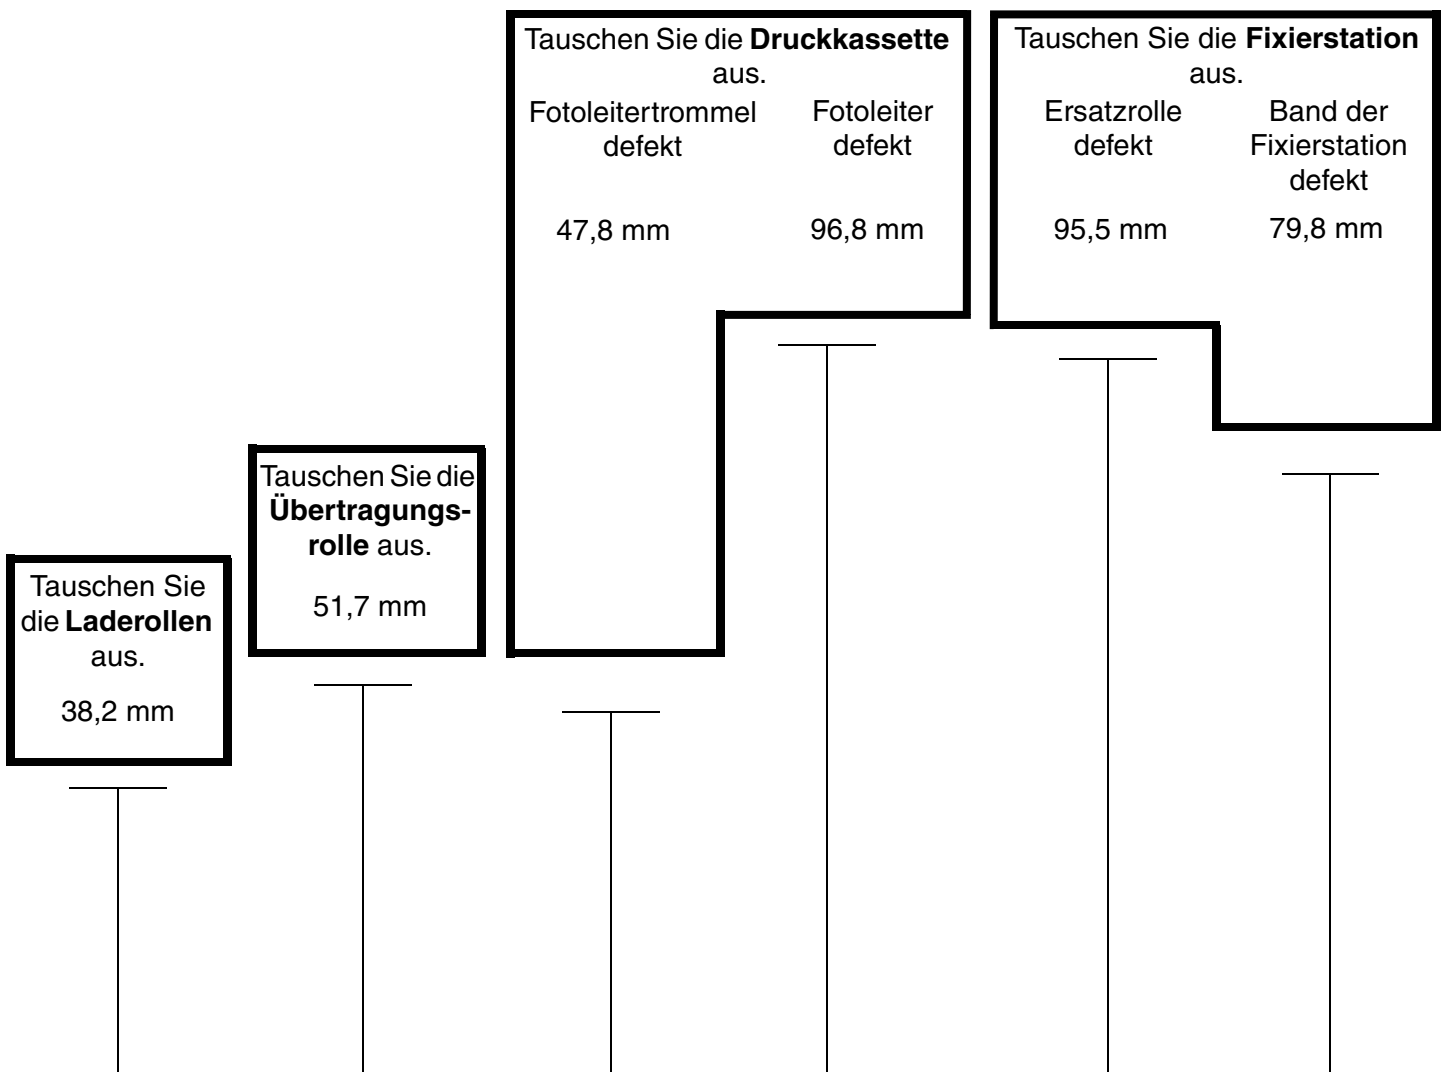 Tauschen Sie die Druckkassette
aus.
Fotoleitertrommel
defekt
47,8 mm
Fotoleiter
defekt
96,8 mm
Tauschen Sie die Fixierstation
aus.
Ersatzrolle
defekt
95,5 mm
Band der
Fixierstation
defekt
79,8 mm
Tauschen Sie die
Übertragungs-
rolle aus.
51,7 mm
Tauschen Sie
die Laderollen
aus.
38,2 mm